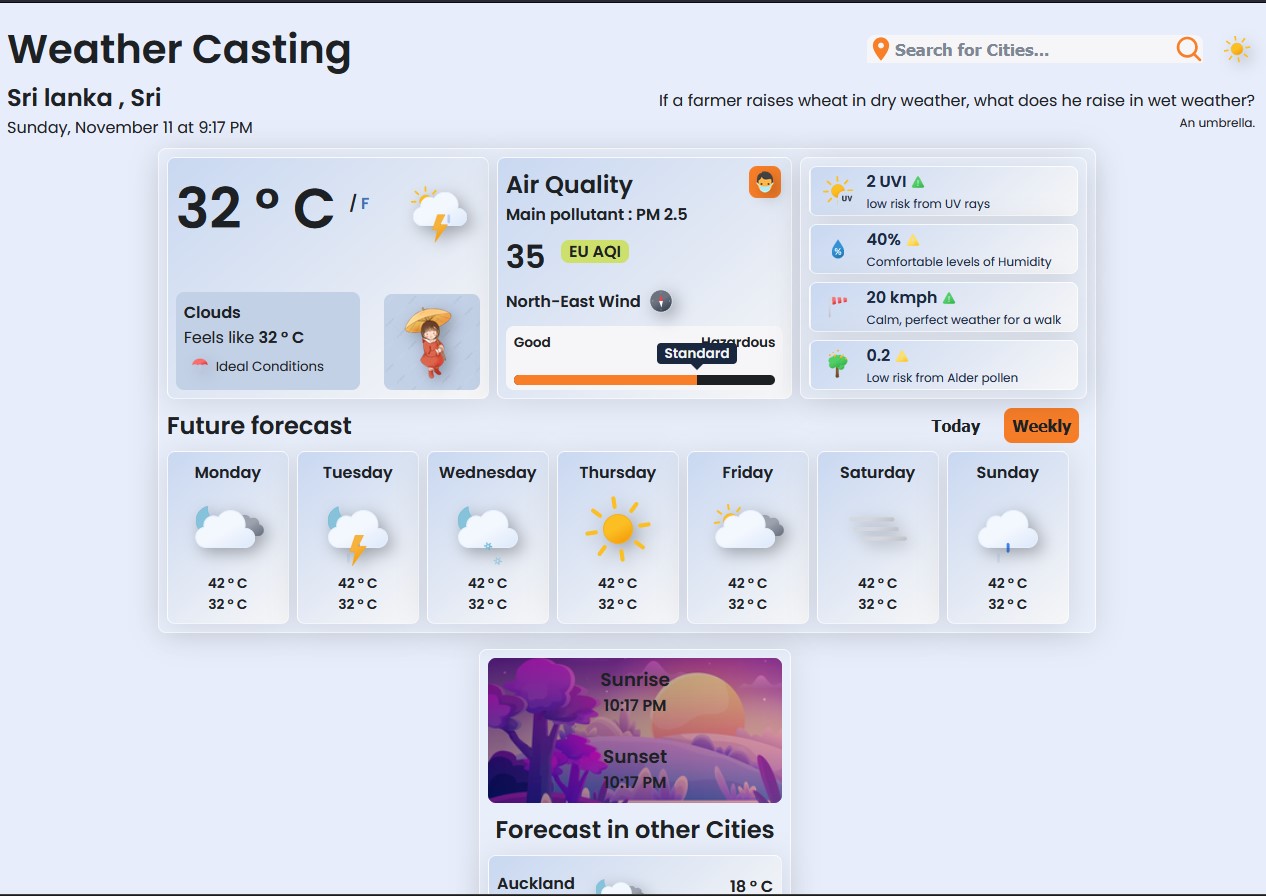 Weather Casting
Search for Cities...
Sri lanka , Sri
Sunday, November 11 at 9:17 PM
If a farmer raises wheat in dry weather, what does he raise in wet weather?
An umbrella.
32 ° C / F
Clouds
Feels like 32 ° C
Ideal Conditions
Air Quality
Main pollutant : PM 2.5
35 EU AQI
North-East Wind
Good Hazardous
Standard
2 UVI
UV
low risk from UV rays
40%
%
Comfortable levels of Humidity
20 kmph
Calm, perfect weather for a walk
0.2
Low risk from Alder pollen
Future forecast
Today Weekly
Monday Tuesday Wednesday Thursday Friday Saturday Sunday
42 ° C 42 ° C 42 ° C 42 ° C 42 ° C 42 ° C 42 ° C
32 ° C 32 ° C 32 ° C 32 ° C 32 ° C 32 ° C 32 ° C
Sunrise
10:17 PM
Sunset
10:17 PM
Forecast in other Cities
Auckland 18 ° C